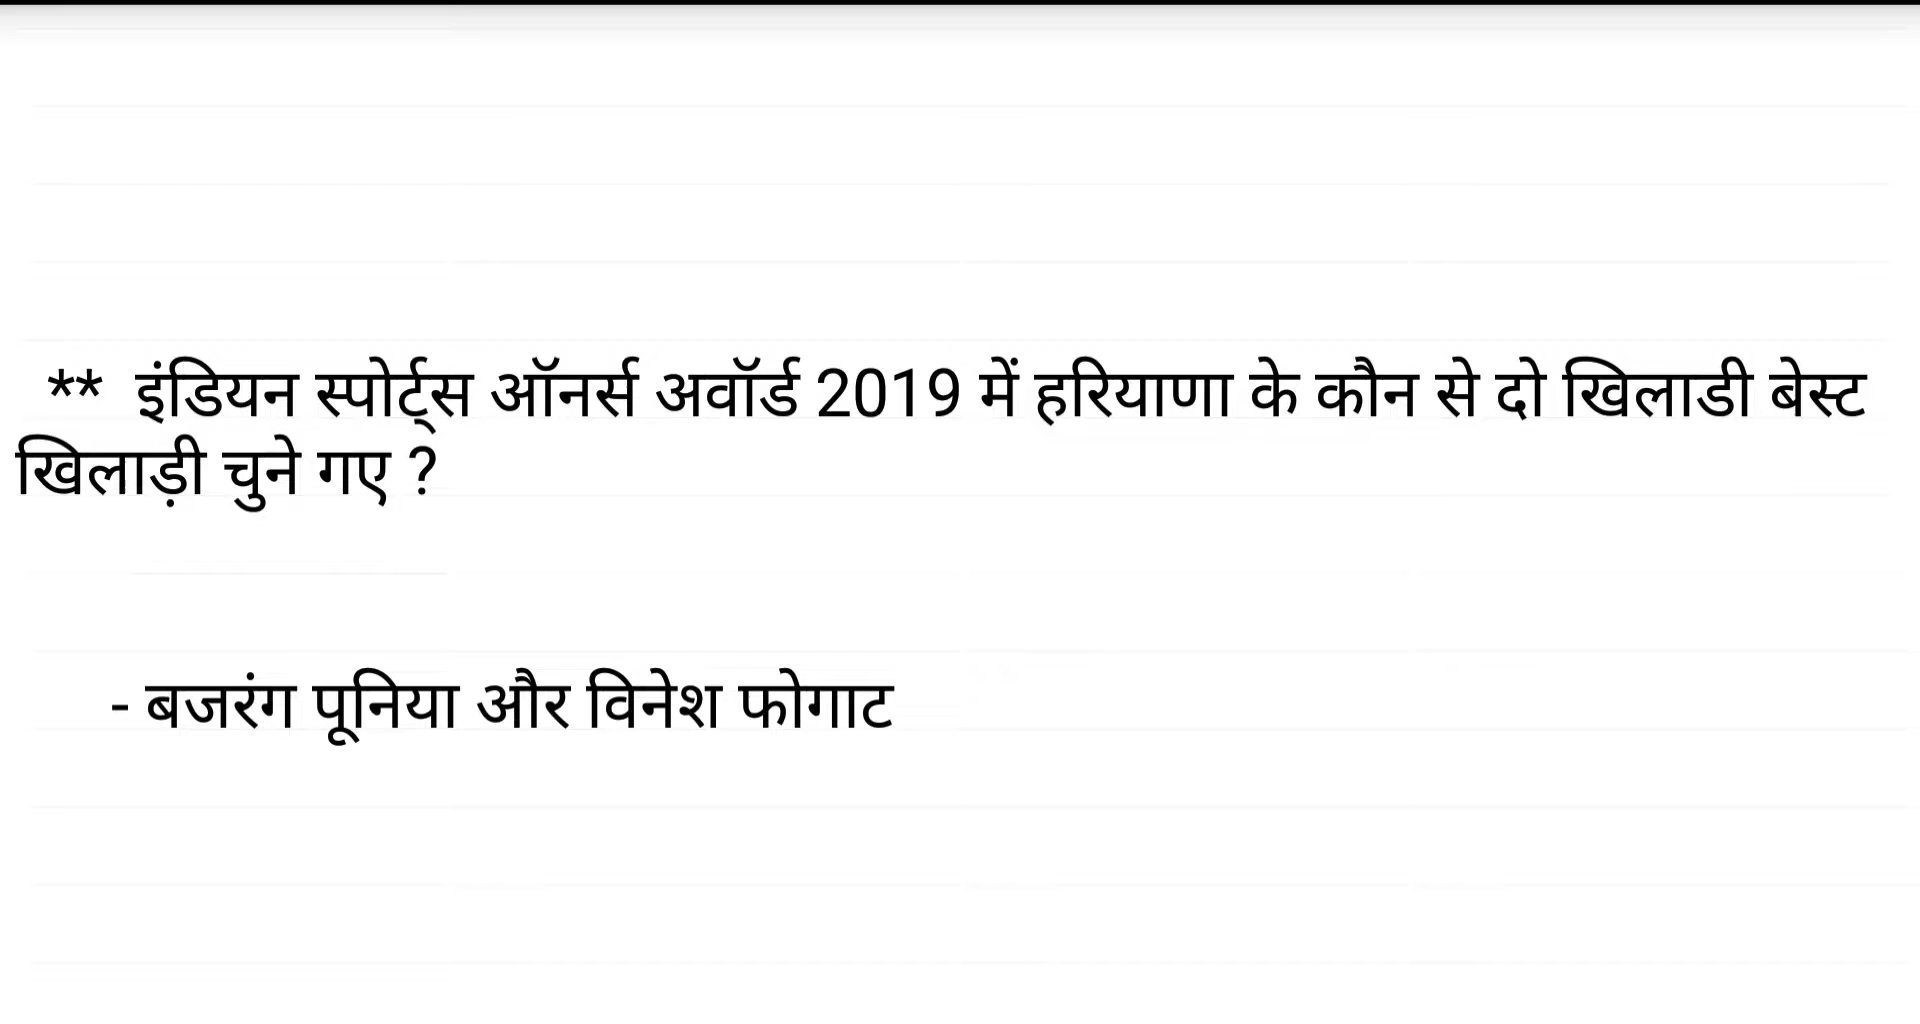 ** इंडियन स्पोर्ट्स ऑनर्स अवॉर्ड 2019 में हरियाणा के कौन से दो खिलाडी बेस्ट
खिलाड़ी चुने गए ?
- बजरंग पूनिया और विनेश फोगाट